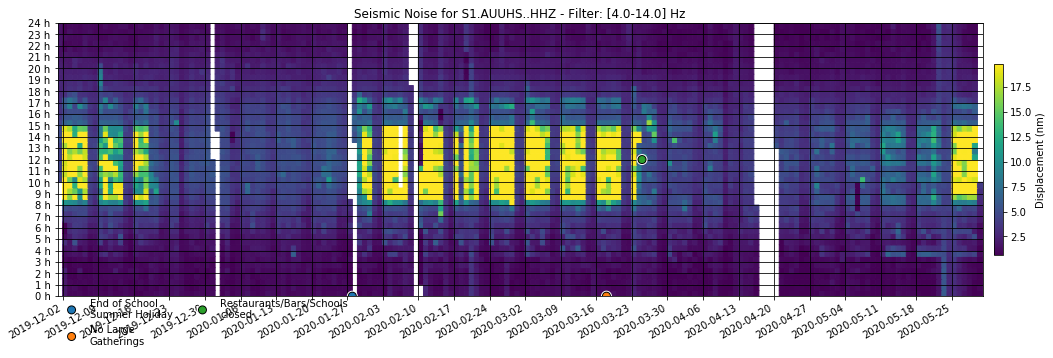 Seismic Noise for S1.AUUHS..HHZ - Filter: [4.0-14.0] Hz
24 h
23 h
22 h
21 h
20 h
19 h
18 h
17 h
16 h
15 h
14 h
13 h
12 h
11 h
10 h
9 h
8 h
7 h
6 h
5 h
4 h
3 h
2 h
1 h
0 h
17.5
15.0
12.5
10.0
7.5
5.0
2.5
Displacement (nm)
2019-12-02
2019-12-09
2019-12-16
2019-12-23
2019-12-30
2020-01-06
2020-01-13
2020-01-20
2020-01-27
2020-02-03
2020-02-10
2020-02-17
2020-02-24
2020-03-02
2020-03-09
2020-03-16
2020-03-23
2020-03-30
2020-04-06
2020-04-13
2020-04-20
2020-04-27
2020-05-04
2020-05-11
2020-05-18
2020-05-25
End of School
Summer Holiday
No Large
Gatherings
Restaurants/Bars/Schools
closed